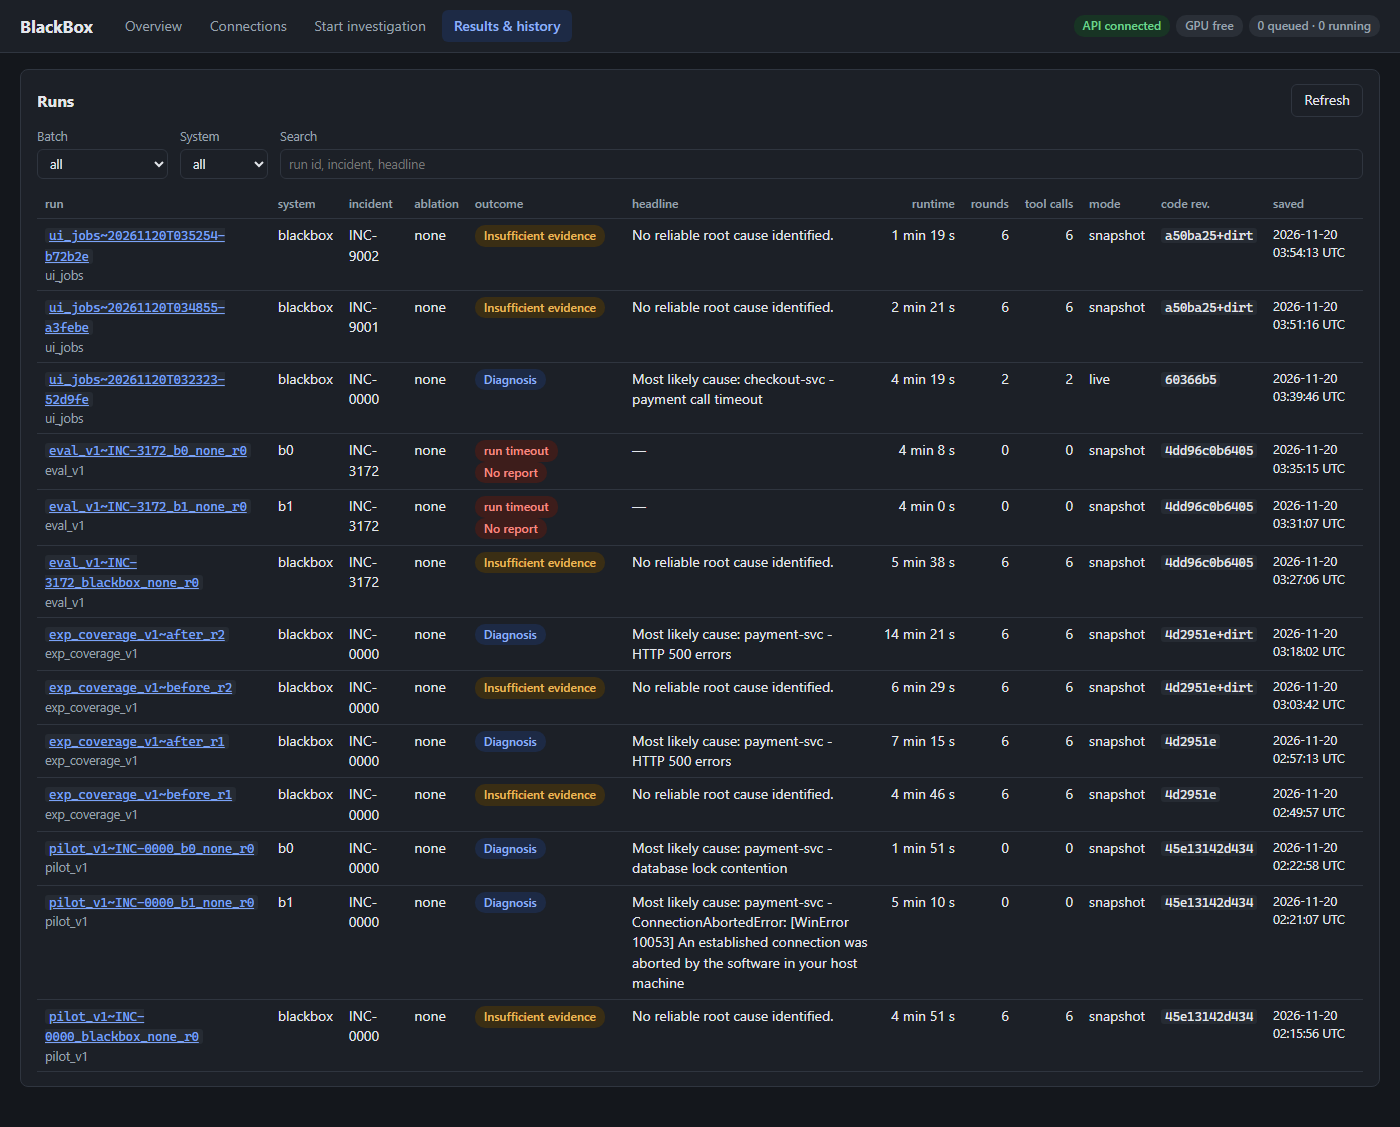 BlackBox Overview Connections Start investigation Results & history API connected GPU free 0 queued · 0 running
Runs Refresh
Batch System Search
all all run id, incident, headline
run system incident ablation outcome headline runtime rounds tool calls mode code rev. saved
ui_jobs~20261120T035254- blackbox INC- none Insufficient evidence No reliable root cause identified. 1 min 19 s 6 6 snapshot a50ba25+dirt 2026-11-20
b72b2e 9002 03:54:13 UTC
ui_jobs
ui_jobs~20261120T034855- blackbox INC- none Insufficient evidence No reliable root cause identified. 2 min 21 s 6 6 snapshot a50ba25+dirt 2026-11-20
a3febe 9001 03:51:16 UTC
ui_jobs
ui_jobs~20261120T032323- blackbox INC- none Diagnosis Most likely cause: checkout-svc - 4 min 19 s 2 2 live 60366b5 2026-11-20
52d9fe 0000 payment call timeout 03:39:46 UTC
ui_jobs
eval_v1~INC-3172_b0_none_r0 b0 INC- none run timeout — 4 min 8 s 0 0 snapshot 4dd96c0b6405 2026-11-20
eval_v1 3172 No report 03:35:15 UTC
eval_v1~INC-3172_b1_none_r0 b1 INC- none run timeout — 4 min 0 s 0 0 snapshot 4dd96c0b6405 2026-11-20
eval_v1 3172 No report 03:31:07 UTC
eval_v1~INC- blackbox INC- none Insufficient evidence No reliable root cause identified. 5 min 38 s 6 6 snapshot 4dd96c0b6405 2026-11-20
3172_blackbox_none_r0 3172 03:27:06 UTC
eval_v1
exp_coverage_v1~after_r2 blackbox INC- none Diagnosis Most likely cause: payment-svc - 14 min 21 s 6 6 snapshot 4d2951e+dirt 2026-11-20
exp_coverage_v1 0000 HTTP 500 errors 03:18:02 UTC
exp_coverage_v1~before_r2 blackbox INC- none Insufficient evidence No reliable root cause identified. 6 min 29 s 6 6 snapshot 4d2951e+dirt 2026-11-20
exp_coverage_v1 0000 03:03:42 UTC
exp_coverage_v1~after_r1 blackbox INC- none Diagnosis Most likely cause: payment-svc - 7 min 15 s 6 6 snapshot 4d2951e 2026-11-20
exp_coverage_v1 0000 HTTP 500 errors 02:57:13 UTC
exp_coverage_v1~before_r1 blackbox INC- none Insufficient evidence No reliable root cause identified. 4 min 46 s 6 6 snapshot 4d2951e 2026-11-20
exp_coverage_v1 0000 02:49:57 UTC
pilot_v1~INC-0000_b0_none_r0 b0 INC- none Diagnosis Most likely cause: payment-svc - 1 min 51 s 0 0 snapshot 45e13142d434 2026-11-20
pilot_v1 0000 database lock contention 02:22:58 UTC
pilot_v1~INC-0000_b1_none_r0 b1 INC- none Diagnosis Most likely cause: payment-svc - 5 min 10 s 0 0 snapshot 45e13142d434 2026-11-20
pilot_v1 0000 ConnectionAbortedError: [WinError 02:21:07 UTC
10053] An established connection was
aborted by the software in your host
machine
pilot_v1~INC- blackbox INC- none Insufficient evidence No reliable root cause identified. 4 min 51 s 6 6 snapshot 45e13142d434 2026-11-20
0000_blackbox_none_r0 0000 02:15:56 UTC
pilot_v1